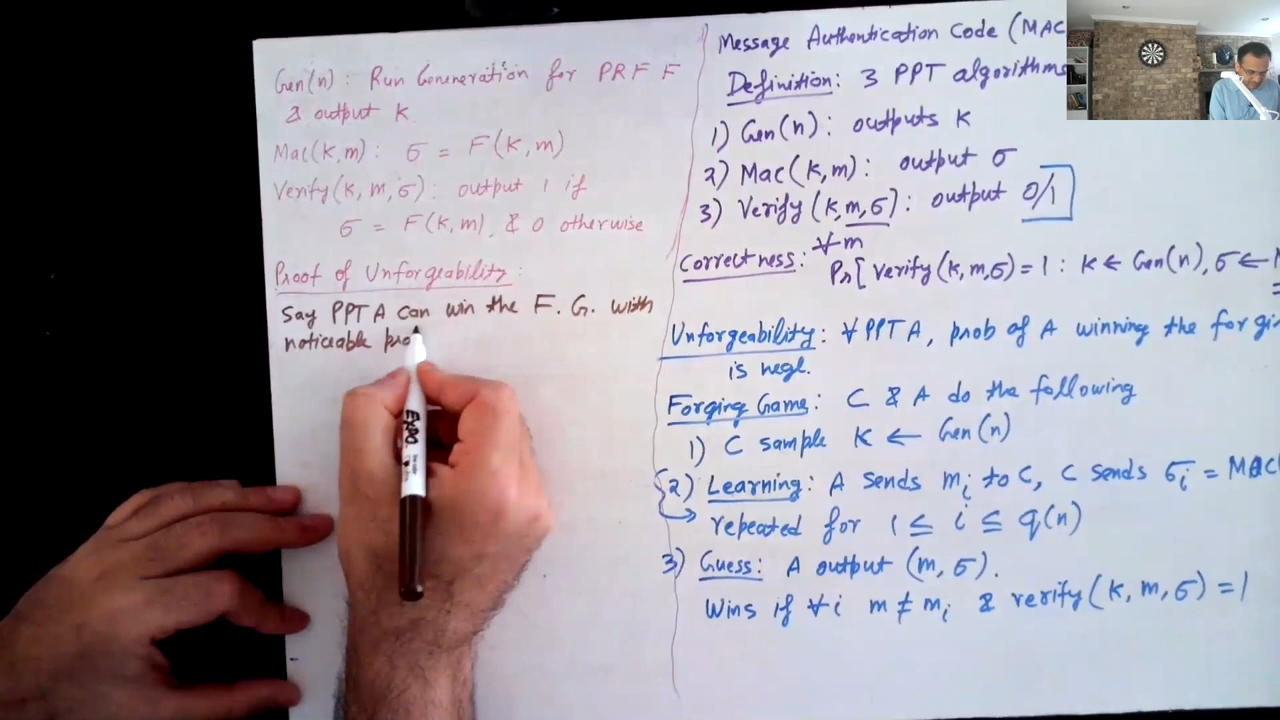 Gen(n): Run Generation for PRF F
& output K
Mac(K,m): σ = F(K,m)
Verify(K,m,σ): output 1 if
σ = F(K,m), & 0 otherwise
Proof of Unforgeability:
Say PPT A can win the F. G. with
noticeable pro
Expo
Message Authentication Code (MAC
Definition: 3 PPT algorithms
1) Gen(n): outputs K
2) Mac(K,m): output σ
3) Verify(K,m,σ): output 0/1
Correctness: ∀m
Pr[Verify(K,m,σ)=1 : K ← Gen(n), σ ←
Unforgeability: ∀PPT A, prob of A winning the forgi
is negl.
Forging Game: C & A do the following
1) C sample K ← Gen(n)
2) Learning: A sends mᵢ to C, C sends σᵢ = MAC
repeated for 1 ≤ i ≤ q(n)
3) Guess: A output (m, σ).
Wins if ∀i m ≠ mᵢ & verify(K, m, σ) = 1